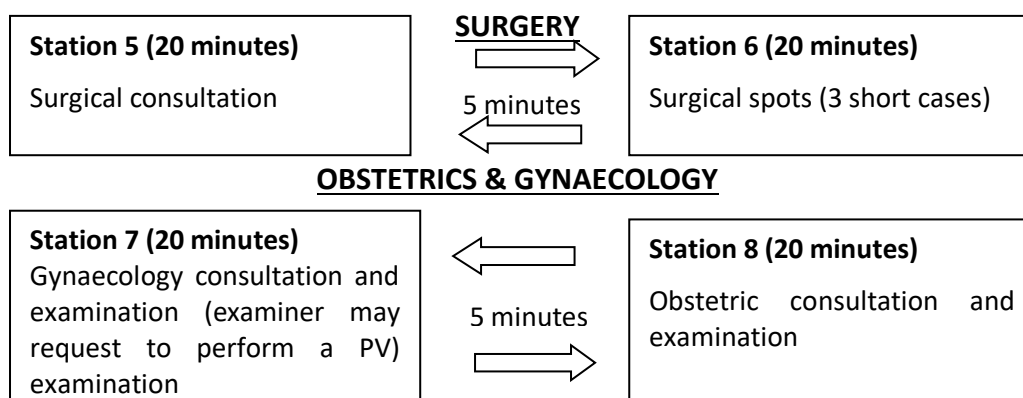 SURGERY
Station 5 (20 minutes)
Surgical consultation
5 minutes
Station 6 (20 minutes)
Surgical spots (3 short cases)
OBSTETRICS & GYNAECOLOGY
Station 7 (20 minutes)
Gynaecology consultation and
examination (examiner may
request to perform a PV)
examination
5 minutes
Station 8 (20 minutes)
Obstetric consultation and
examination